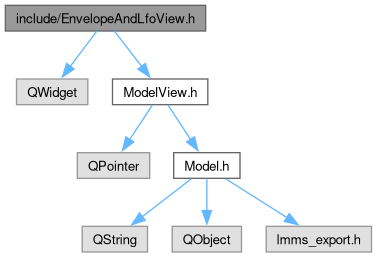 include/EnvelopeAndLfoView.h
QWidget
ModelView.h
QPointer
Model.h
QString
QObject
lmms_export.h